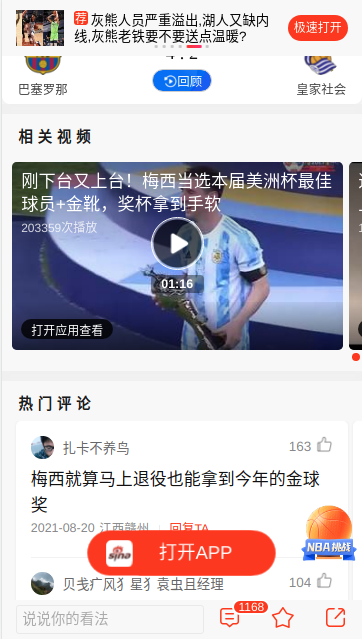 荐 灰熊人员严重溢出,湖人又缺内
线,灰熊老铁要不要送点温暖?
极速打开
巴塞罗那
回顾
皇家社会
相关视频
刚下台又上台！梅西当选本届美洲杯最佳
球员+金靴，奖杯拿到手软
203359次播放
01:16
打开应用查看
热门评论
扎卡不养鸟
163
梅西就算马上退役也能拿到今年的金球
奖
2021-08-20 江西赣州
回复TA
sina 打开APP
NBA挑战
104
说说你的看法
1168